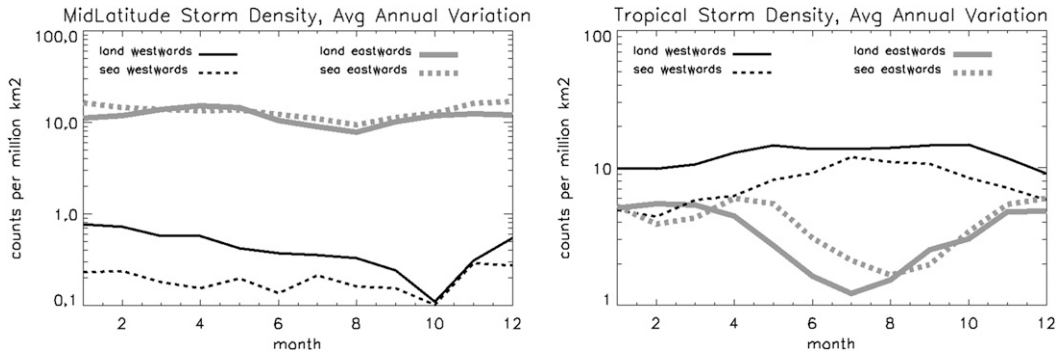 MidLatitude Storm Density, Avg Annual Variation
100.0
10.0
1.0
0.1
counts per million km2
land westwards
sea westwards
land eastwards
sea eastwards
2 4 6 8 10 12
month
Tropical Storm Density, Avg Annual Variation
100
10
1
counts per million km2
land westwards
sea westwards
land eastwards
sea eastwards
2 4 6 8 10 12
month